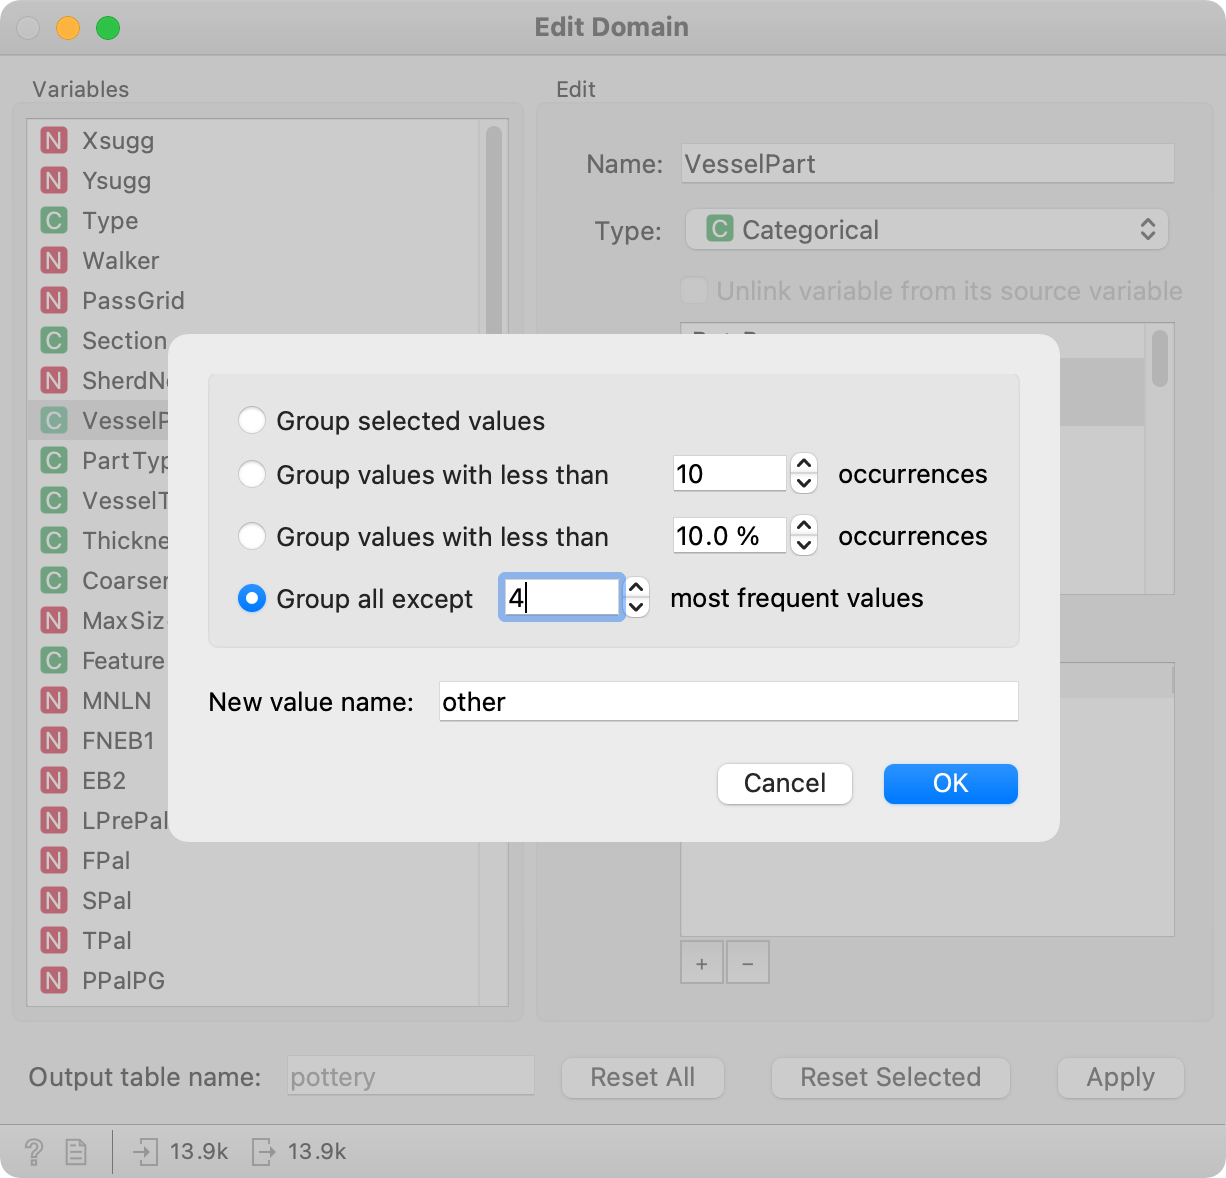 Edit Domain
Variables
N Xsugg
N Ysugg
C Type
N Walker
N PassGrid
C Section
N SherdN
C VesselP
C PartTyp
C VesselT
C Thickne
C Coarser
N MaxSiz
C Feature
N MNLN
N FNEB1
N EB2
N LPrePal
N FPal
N SPal
N TPal
N PPalPG
Edit
Name: VesselPart
Type: C Categorical
Unlink variable from its source variable
Group selected values
Group values with less than 10 occurrences
Group values with less than 10.0 % occurrences
Group all except 4 most frequent values
New value name: other
Cancel OK
+ −
Output table name: pottery Reset All Reset Selected Apply
? 13.9k 13.9k